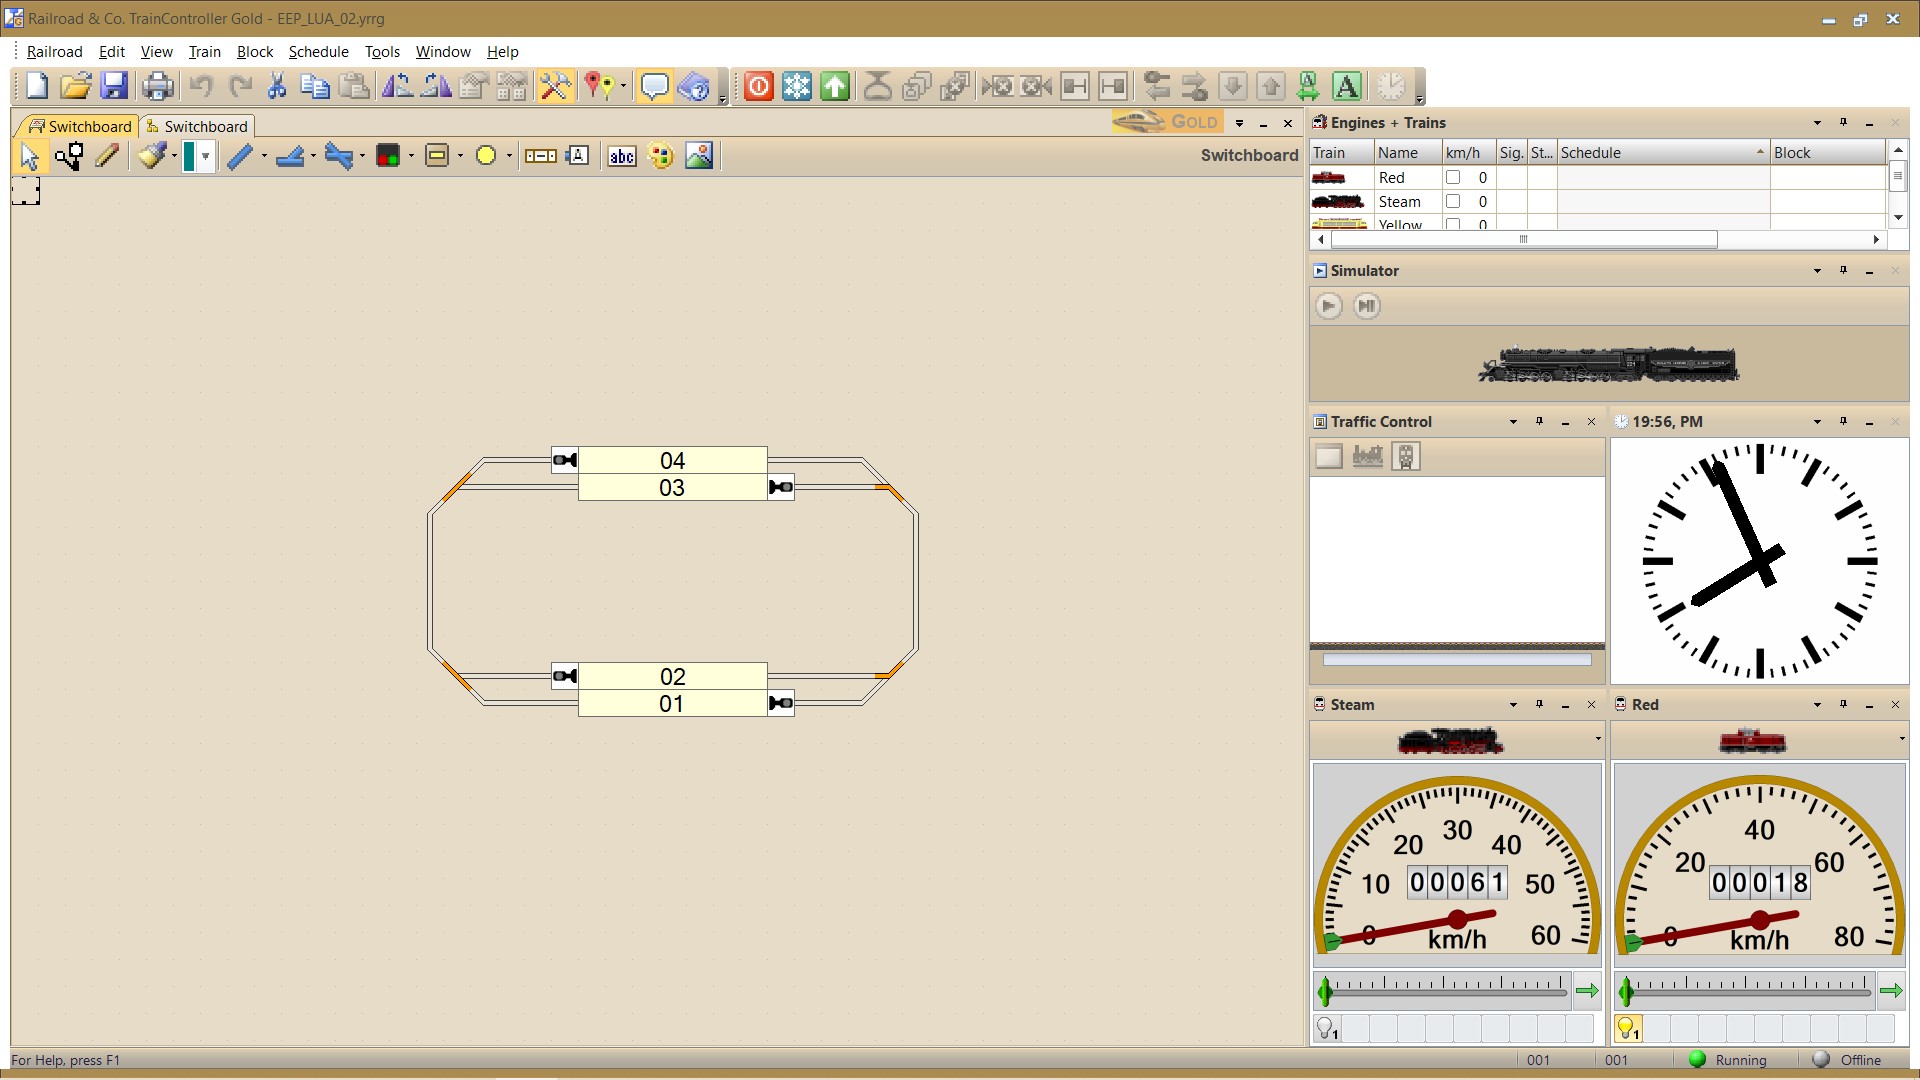 Railroad & Co. TrainController Gold - EEP_LUA_02.yrrg
Railroad Edit View Train Block Schedule Tools Window Help
A A
Switchboard Switchboard GOLD
A abc Switchboard
Engines + Trains
Train Name km/h Sig. St... Schedule Block
Red 0
Steam 0
Yellow 0
Simulator
Traffic Control
19:56, PM
04
03
02
01
Steam
0 10 20 30 40 50 60
00061
km/h
1
Red
0 20 40 60 80
00018
km/h
1
For Help, press F1 001 001 Running Offline